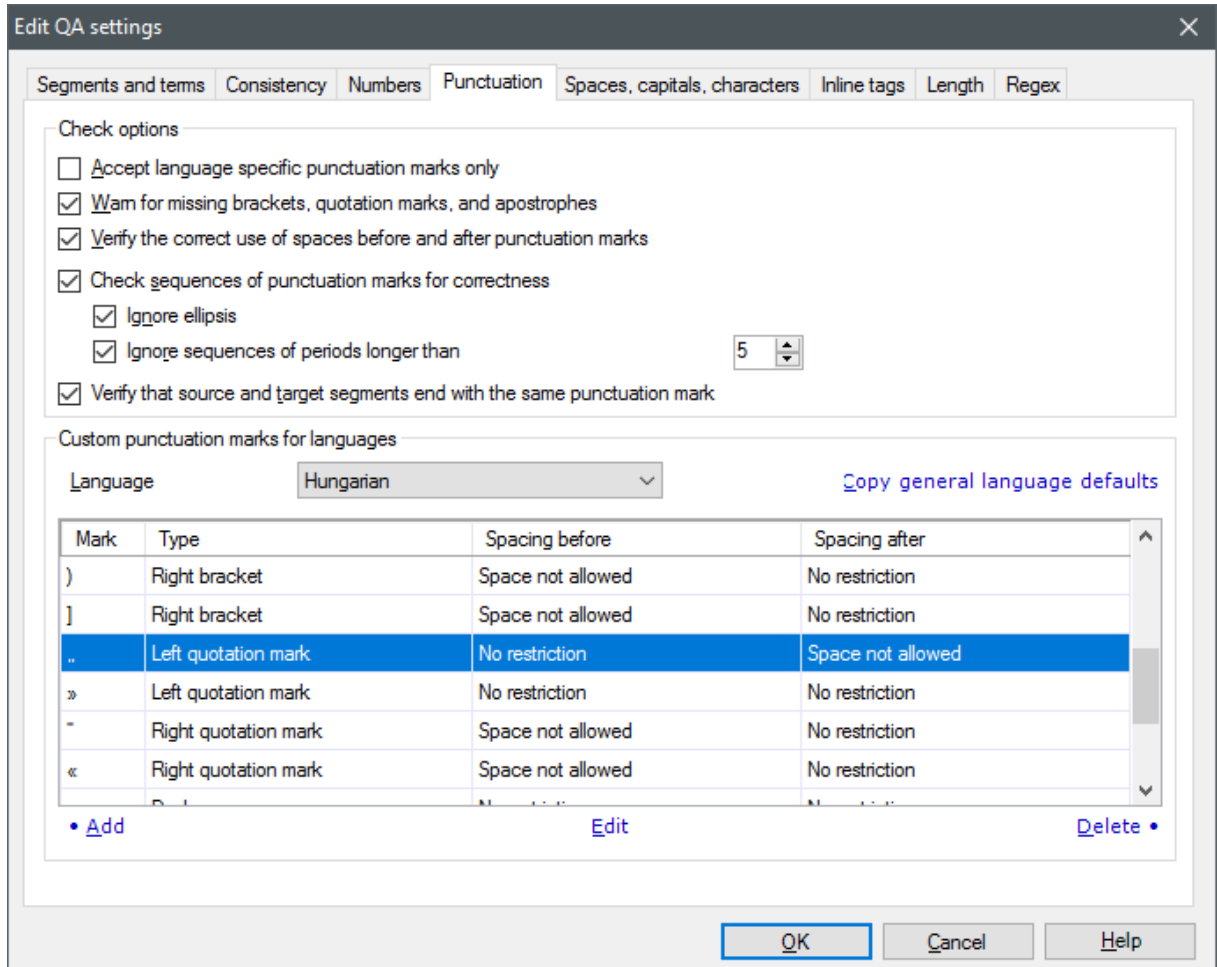 Edit QA settings
Segments and terms Consistency Numbers Punctuation Spaces, capitals, characters Inline tags Length Regex
Check options
Accept language specific punctuation marks only
Warn for missing brackets, quotation marks, and apostrophes
Verify the correct use of spaces before and after punctuation marks
Check sequences of punctuation marks for correctness
Ignore ellipsis
Ignore sequences of periods longer than 5
Verify that source and target segments end with the same punctuation mark
Custom punctuation marks for languages
Language Hungarian Copy general language defaults
Mark Type Spacing before Spacing after
) Right bracket Space not allowed No restriction
] Right bracket Space not allowed No restriction
„ Left quotation mark No restriction Space not allowed
» Left quotation mark No restriction No restriction
” Right quotation mark Space not allowed No restriction
« Right quotation mark Space not allowed No restriction
• Add Edit Delete •
OK Cancel Help